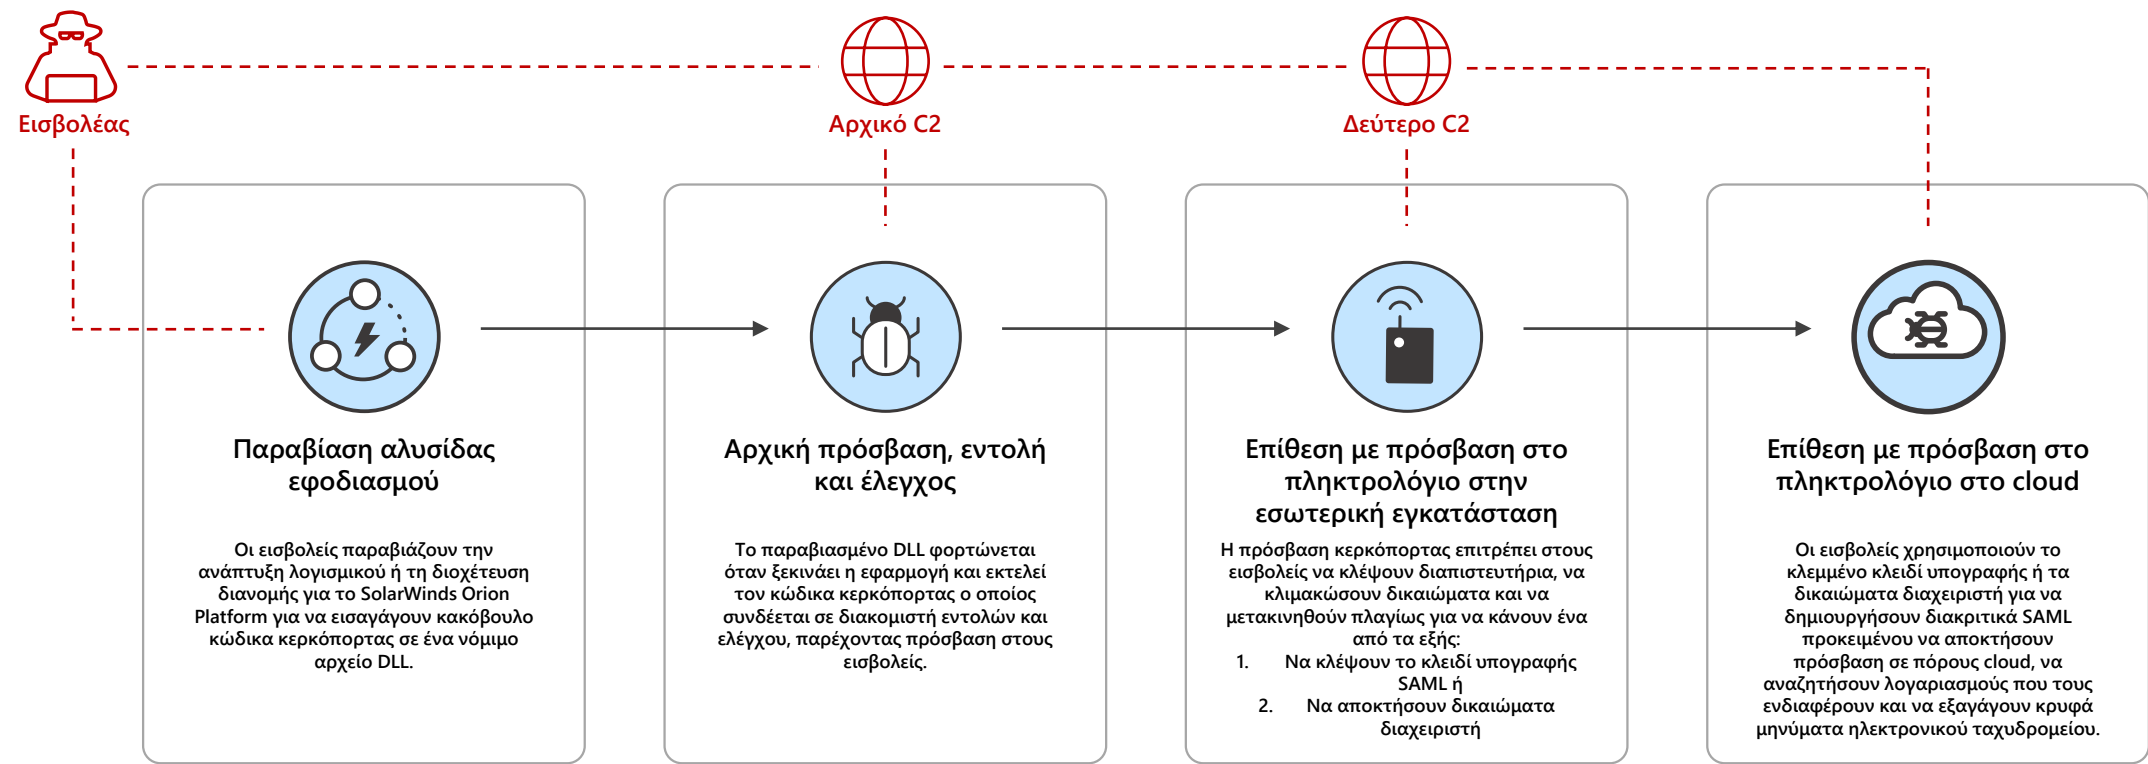 Εισβολέας
Αρχικό C2
Δεύτερο C2
Παραβίαση αλυσίδας
εφοδιασμού
Οι εισβολείς παραβιάζουν την
ανάπτυξη λογισμικού ή τη διοχέτευση
διανομής για το SolarWinds Orion
Platform για να εισαγάγουν κακόβουλο
κώδικα κερκόπορτας σε ένα νόμιμο
αρχείο DLL.
Αρχική πρόσβαση, εντολή
και έλεγχος
Το παραβιασμένο DLL φορτώνεται
όταν ξεκινάει η εφαρμογή και εκτελεί
τον κώδικα κερκόπορτας ο οποίος
συνδέεται σε διακομιστή εντολών και
ελέγχου, παρέχοντας πρόσβαση στους
εισβολείς.
Επίθεση με πρόσβαση στο
πληκτρολόγιο στην
εσωτερική εγκατάσταση
Η πρόσβαση κερκόπορτας επιτρέπει στους
εισβολείς να κλέψουν διαπιστευτήρια, να
κλιμακώσουν δικαιώματα και να
μετακινηθούν πλαγίως για να κάνουν ένα
από τα εξής:
1. Να κλέψουν το κλειδί υπογραφής
SAML ή
2. Να αποκτήσουν δικαιώματα
διαχειριστή
Επίθεση με πρόσβαση στο
πληκτρολόγιο στο cloud
Οι εισβολείς χρησιμοποιούν το
κλεμμένο κλειδί υπογραφής ή τα
δικαιώματα διαχειριστή για να
δημιουργήσουν διακριτικά SAML
προκειμένου να αποκτήσουν
πρόσβαση σε πόρους cloud, να
αναζητήσουν λογαριασμούς που τους
ενδιαφέρουν και να εξαγάγουν κρυφά
μηνύματα ηλεκτρονικού ταχυδρομείου.